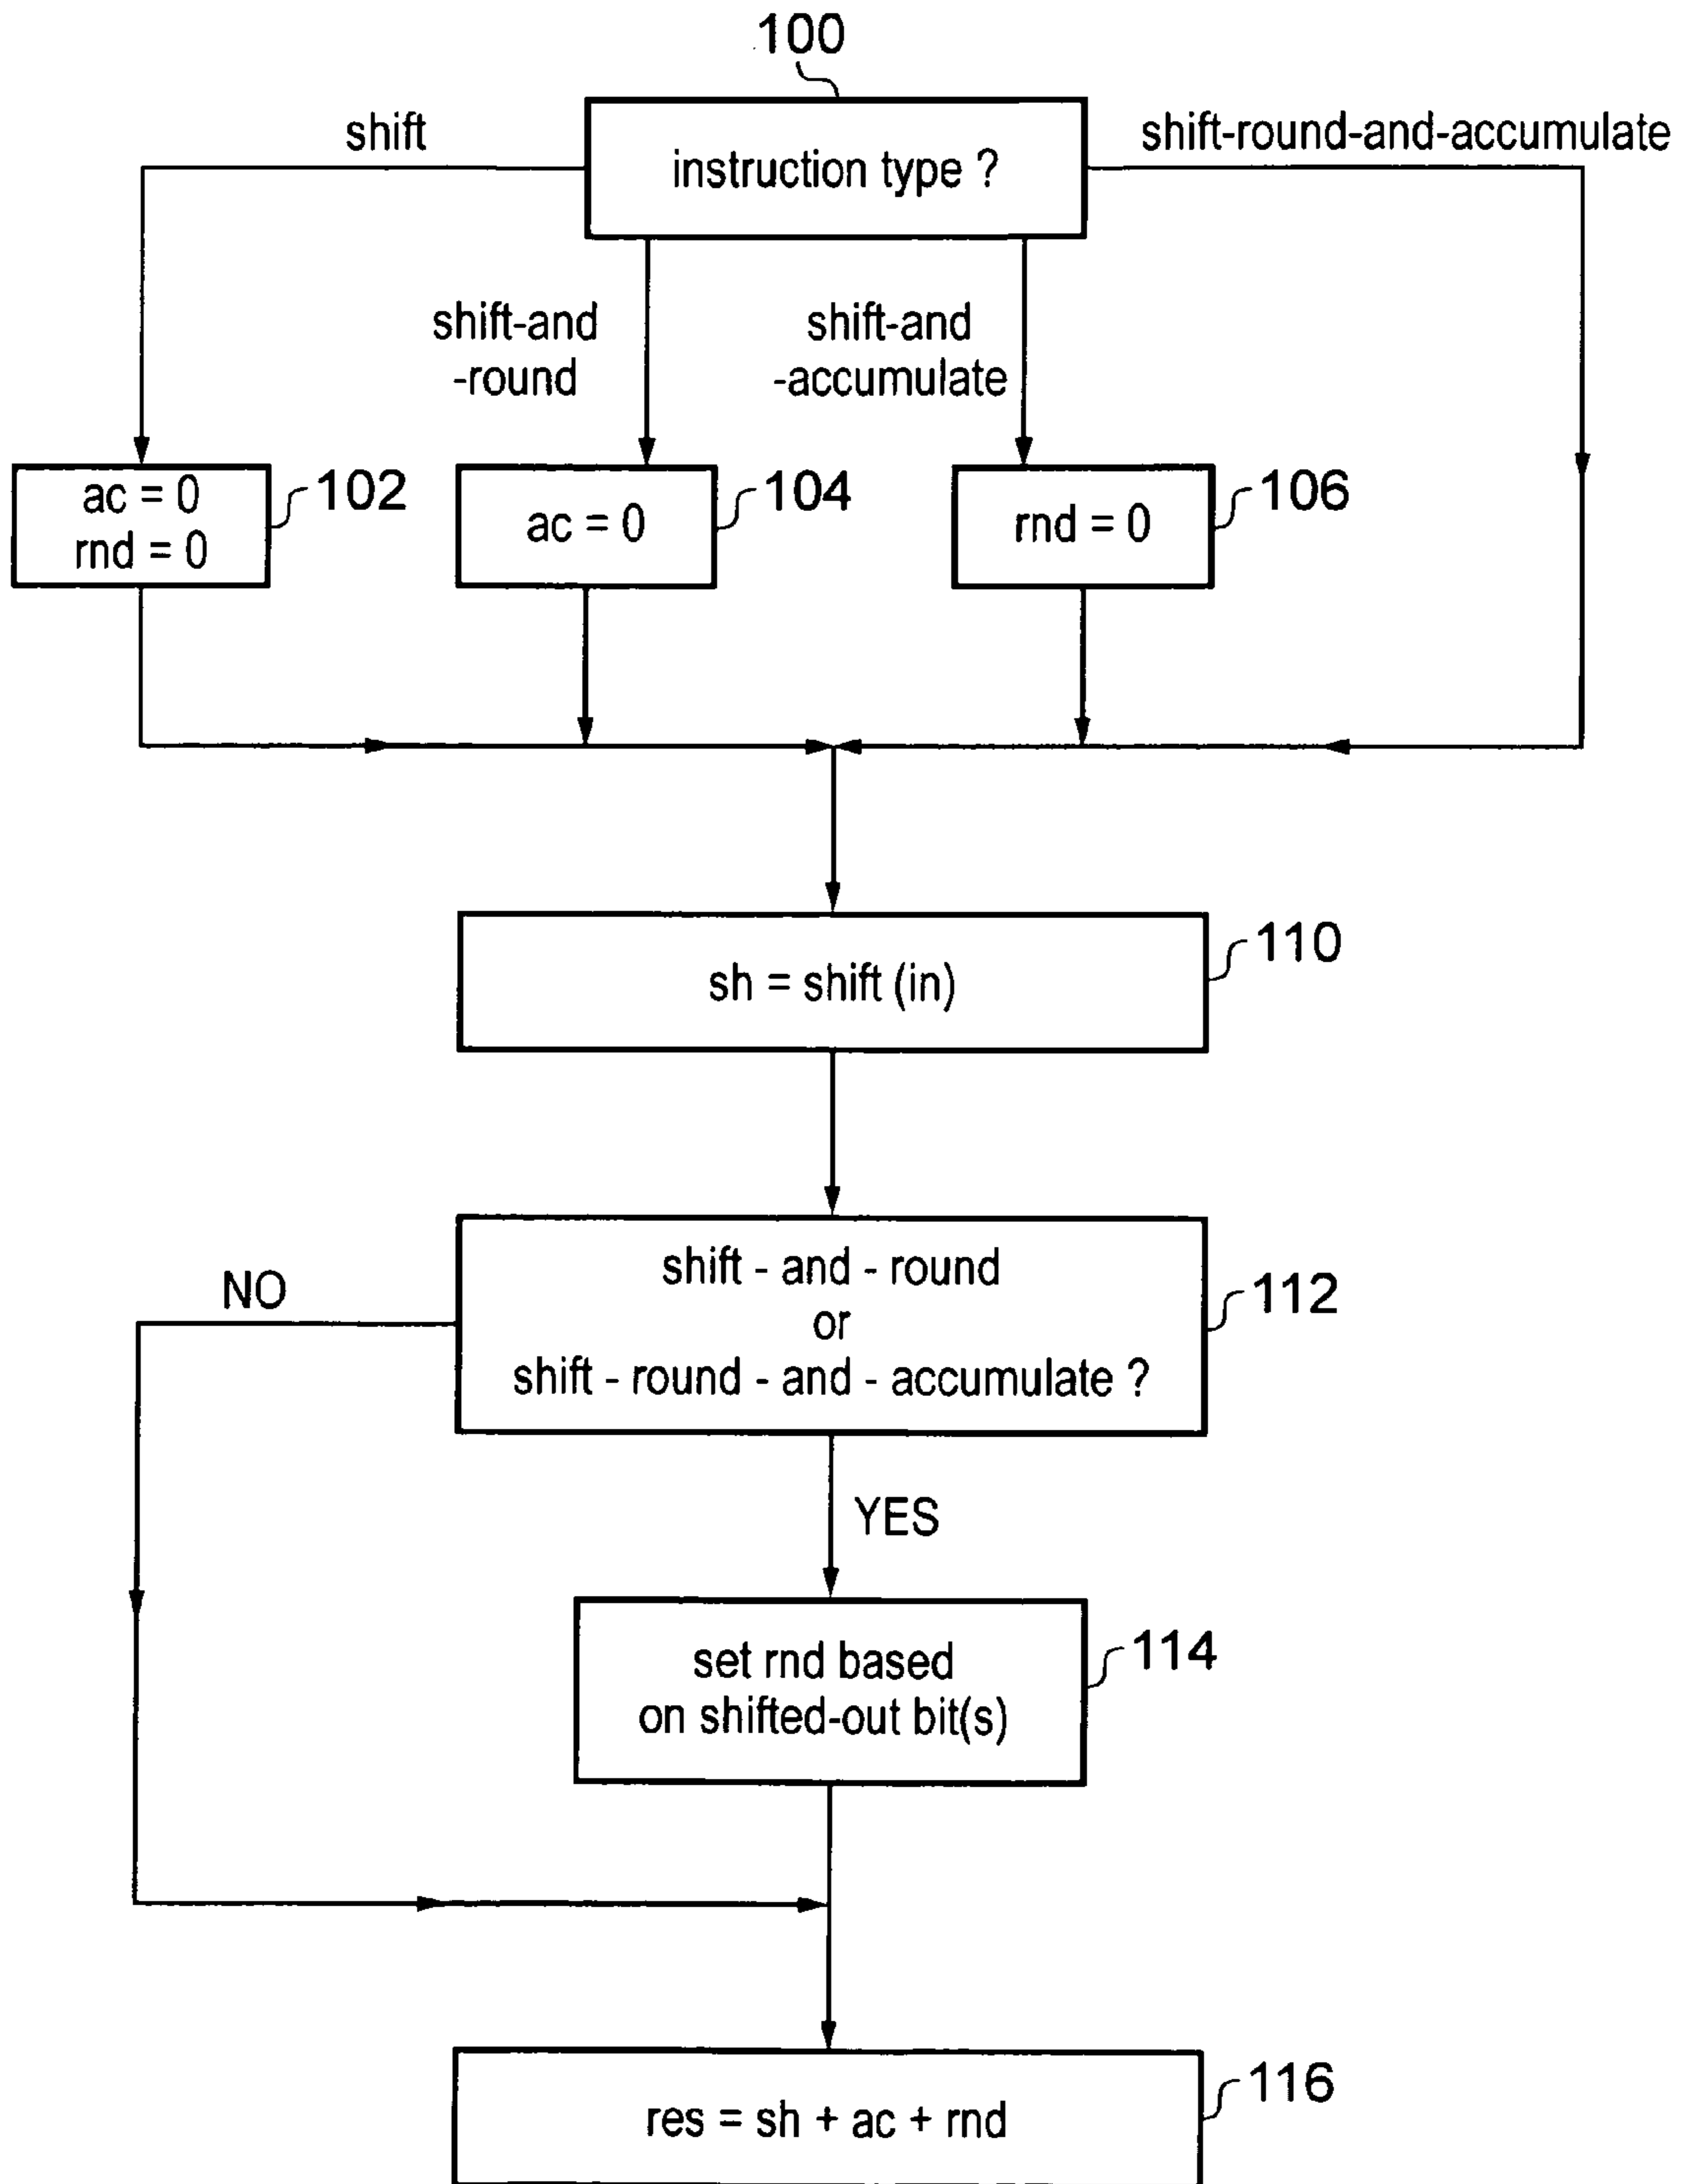 100
shift
instruction type ?
shift-round-and-accumulate
shift-and
-round
shift-and
-accumulate
ac = 0
rnd = 0
102
ac = 0
104
rnd = 0
106
sh = shift (in)
110
shift - and - round
or
shift - round - and - accumulate ?
112
NO
YES
set rnd based
on shifted-out bit(s)
114
res = sh + ac + rnd
116